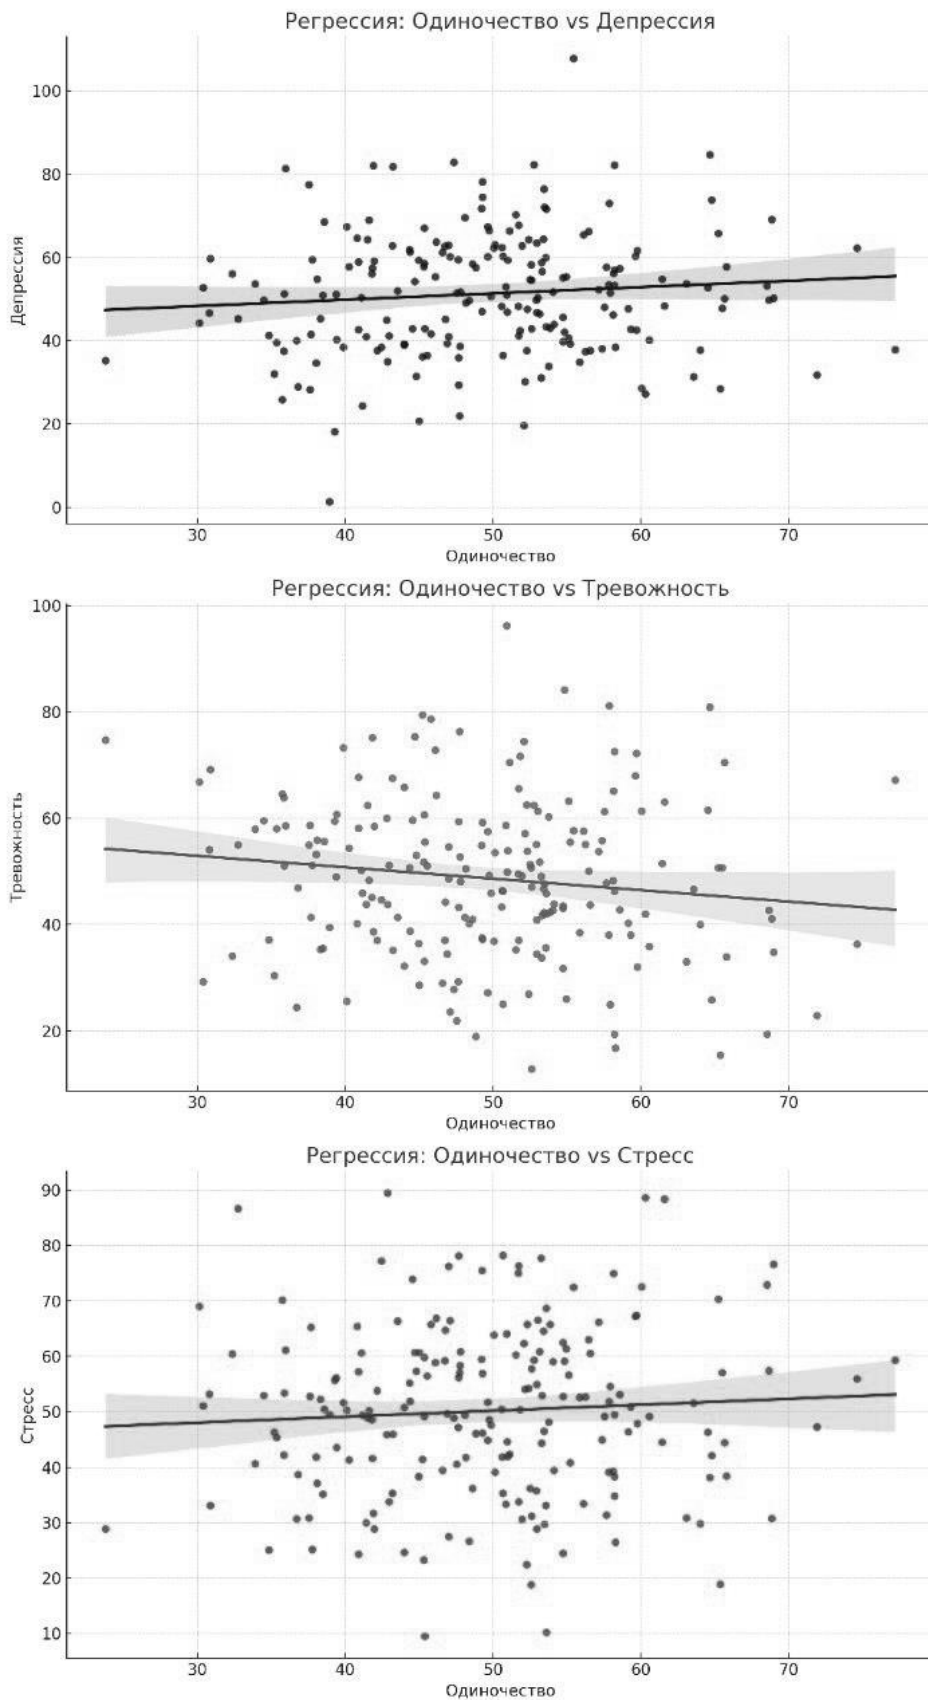 Регрессия: Одиночество vs Депрессия
100
80
60
40
20
0
Депрессия
30 40 50 60 70
Одиночество
Регрессия: Одиночество vs Тревожность
100
80
60
40
20
Тревожность
30 40 50 60 70
Одиночество
Регрессия: Одиночество vs Стресс
90
80
70
60
50
40
30
20
10
Стресс
30 40 50 60 70
Одиночество